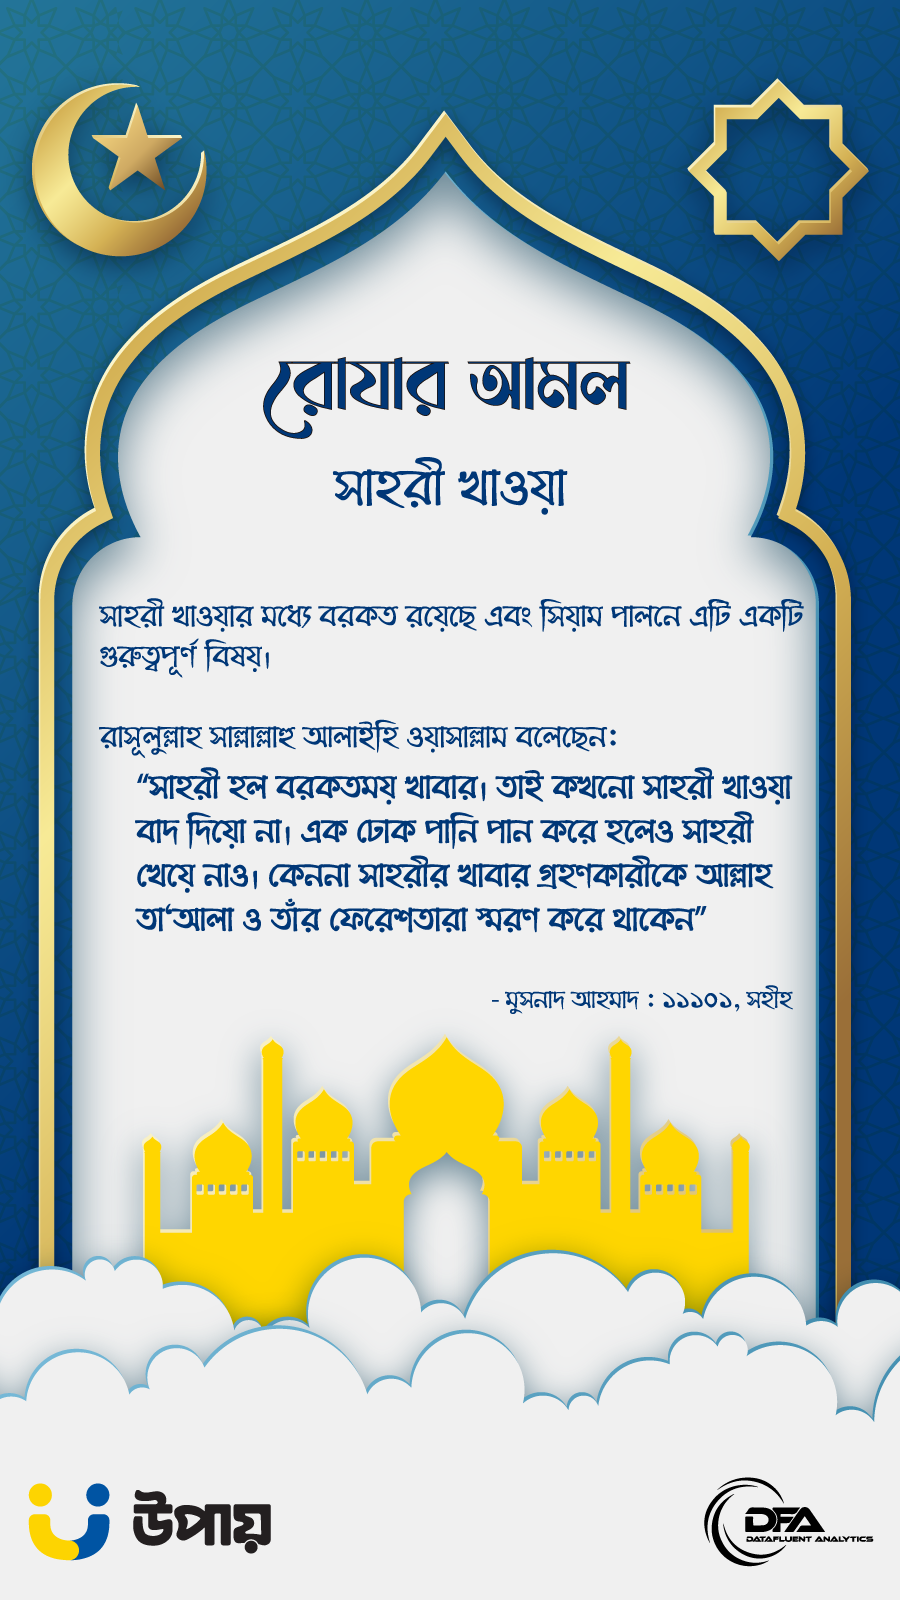 রোযার আমল
সাহরী খাওয়া
সাহরী খাওয়ার মধ্যে বরকত রয়েছে এবং সিয়াম পালনে এটি একটি
গুরুত্বপূর্ণ বিষয়।
রাসূলুল্লাহ সাল্লাল্লাহু আলাইহি ওয়াসাল্লাম বলেছেন:
“সাহরী হল বরকতময় খাবার। তাই কখনো সাহরী খাওয়া
বাদ দিয়ো না। এক ঢোক পানি পান করে হলেও সাহরী
খেয়ে নাও। কেননা সাহরীর খাবার গ্রহণকারীকে আল্লাহ
তা‘আলা ও তাঁর ফেরেশতারা স্মরণ করে থাকেন”
- মুসনাদ আহমাদ : ১১১০১, সহীহ
উপায়
DFA
DATAFLUENT ANALYTICS